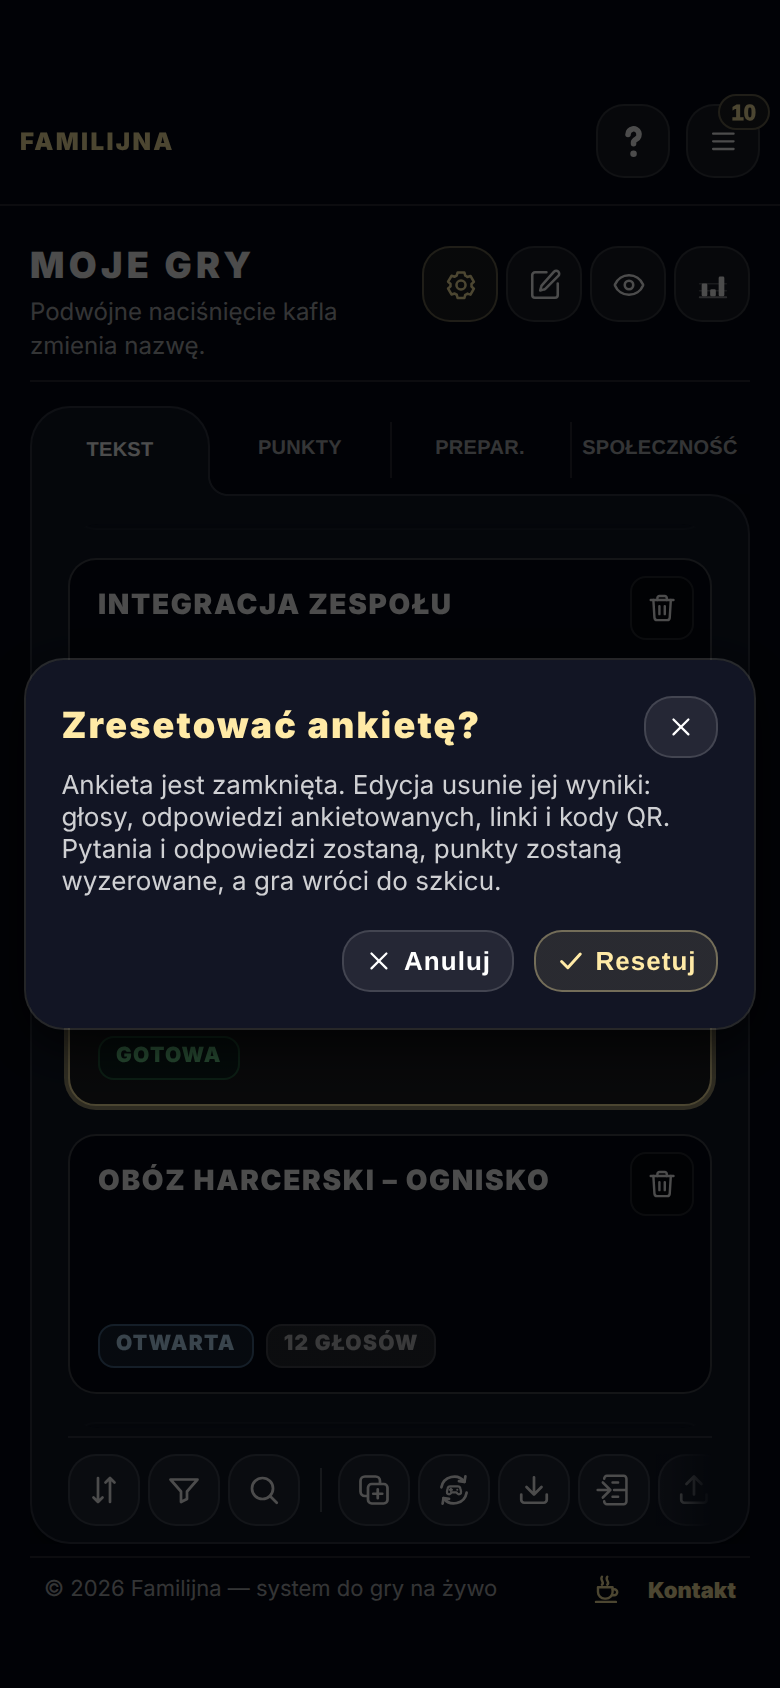 FAMILIJNA
?
10
MOJE GRY
Podwójne naciśnięcie kafla
zmienia nazwę.
TEKST
PUNKTY
PREPAR.
SPOŁECZNOŚĆ
INTEGRACJA ZESPOŁU
Zresetować ankietę?
Ankieta jest zamknięta. Edycja usunie jej wyniki:
głosy, odpowiedzi ankietowanych, linki i kody QR.
Pytania i odpowiedzi zostaną, punkty zostaną
wyzerowane, a gra wróci do szkicu.
Anuluj
Resetuj
GOTOWA
OBÓZ HARCERSKI – OGNISKO
OTWARTA
12 GŁOSÓW
© 2026 Familijna — system do gry na żywo
Kontakt